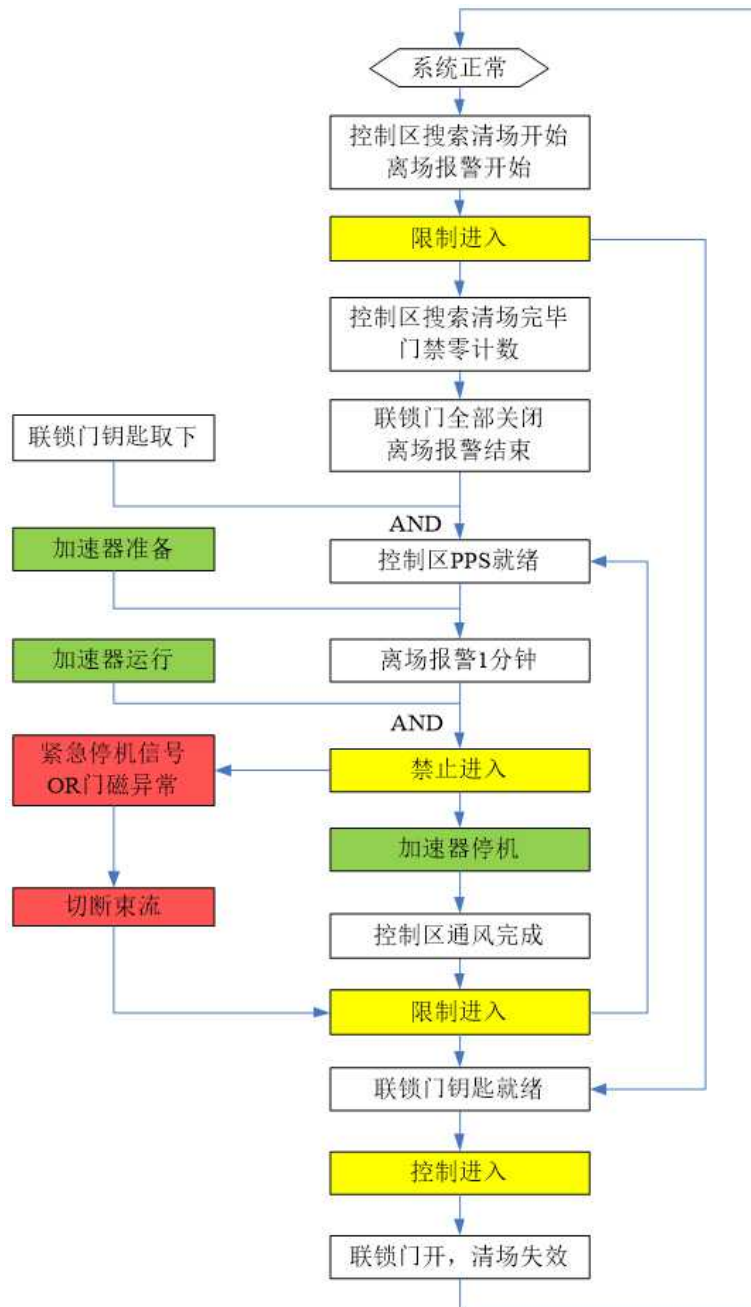 系统正常
控制区搜索清场开始
离场报警开始
限制进入
控制区搜索清场完毕
门禁零计数
联锁门钥匙取下
联锁门全部关闭
离场报警结束
AND
加速器准备
控制区PPS就绪
加速器运行
离场报警1分钟
AND
紧急停机信号
OR门磁异常
禁止进入
加速器停机
切断束流
控制区通风完成
限制进入
联锁门钥匙就绪
控制进入
联锁门开，清场失效